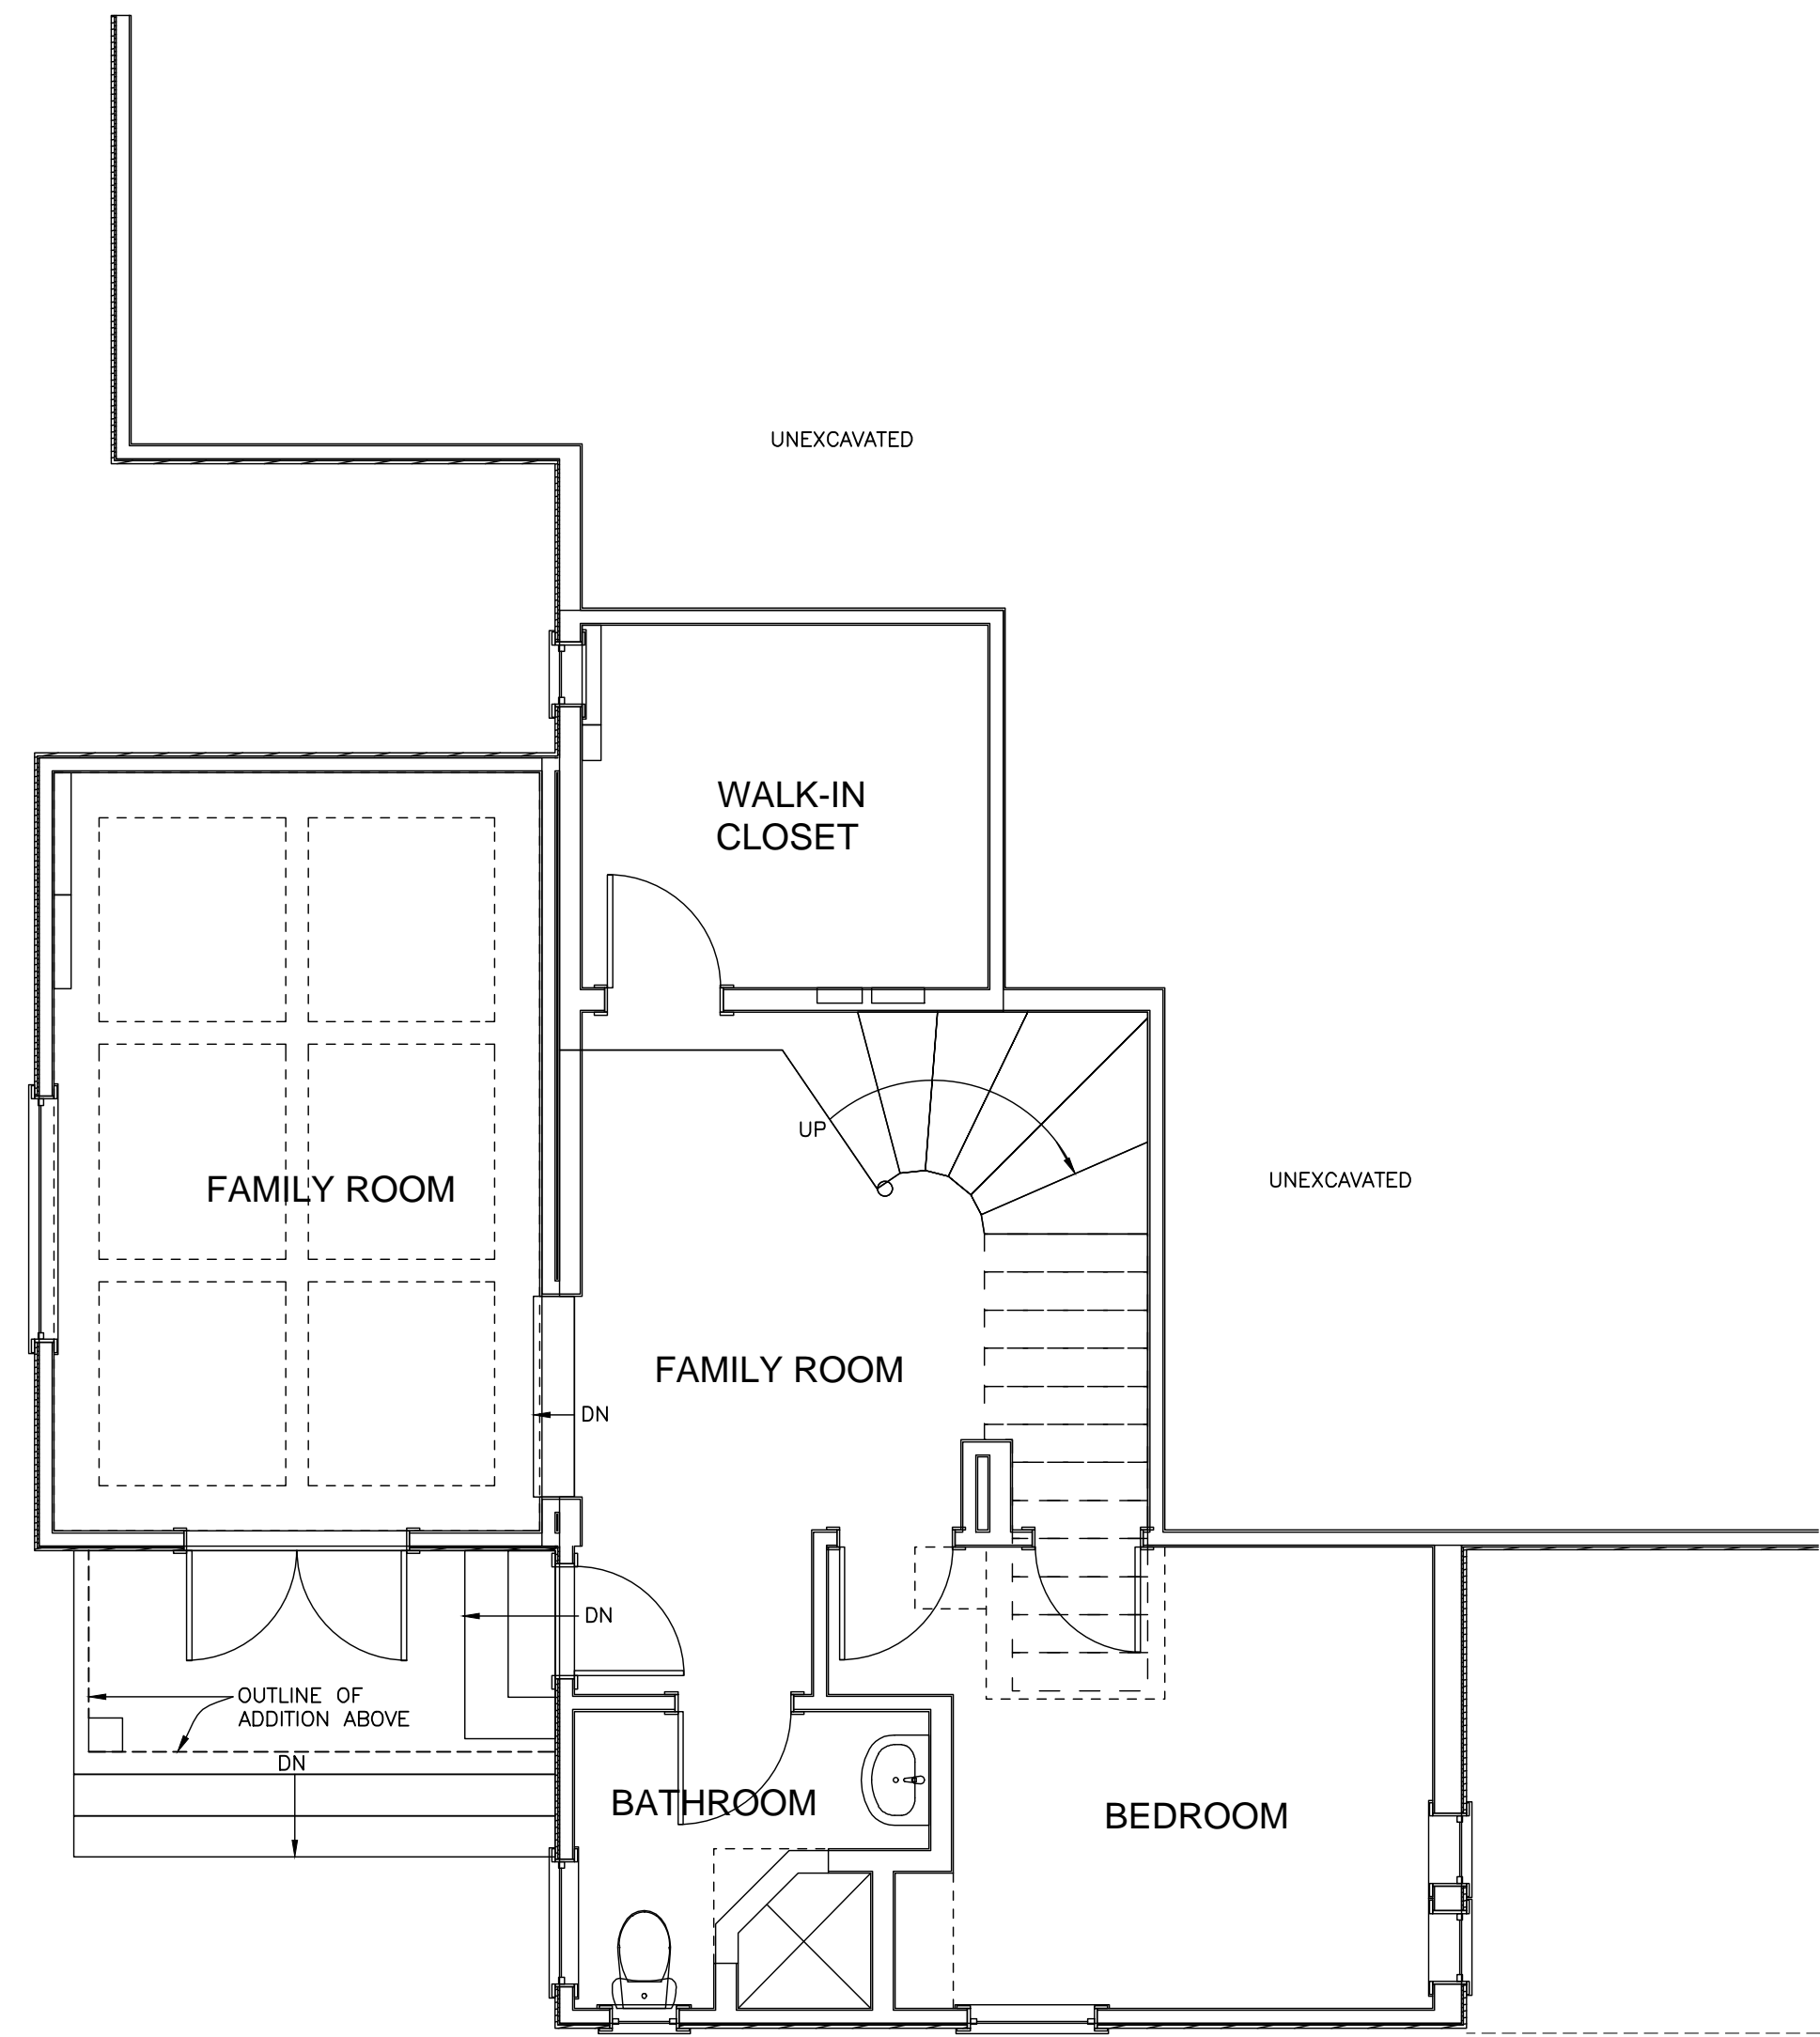 UNEXCAVATED
WALK-IN
CLOSET
UP
UNEXCAVATED
FAMILY ROOM
FAMILY ROOM
DN
DN
OUTLINE OF
ADDITION ABOVE
DN
BATHROOM
BEDROOM